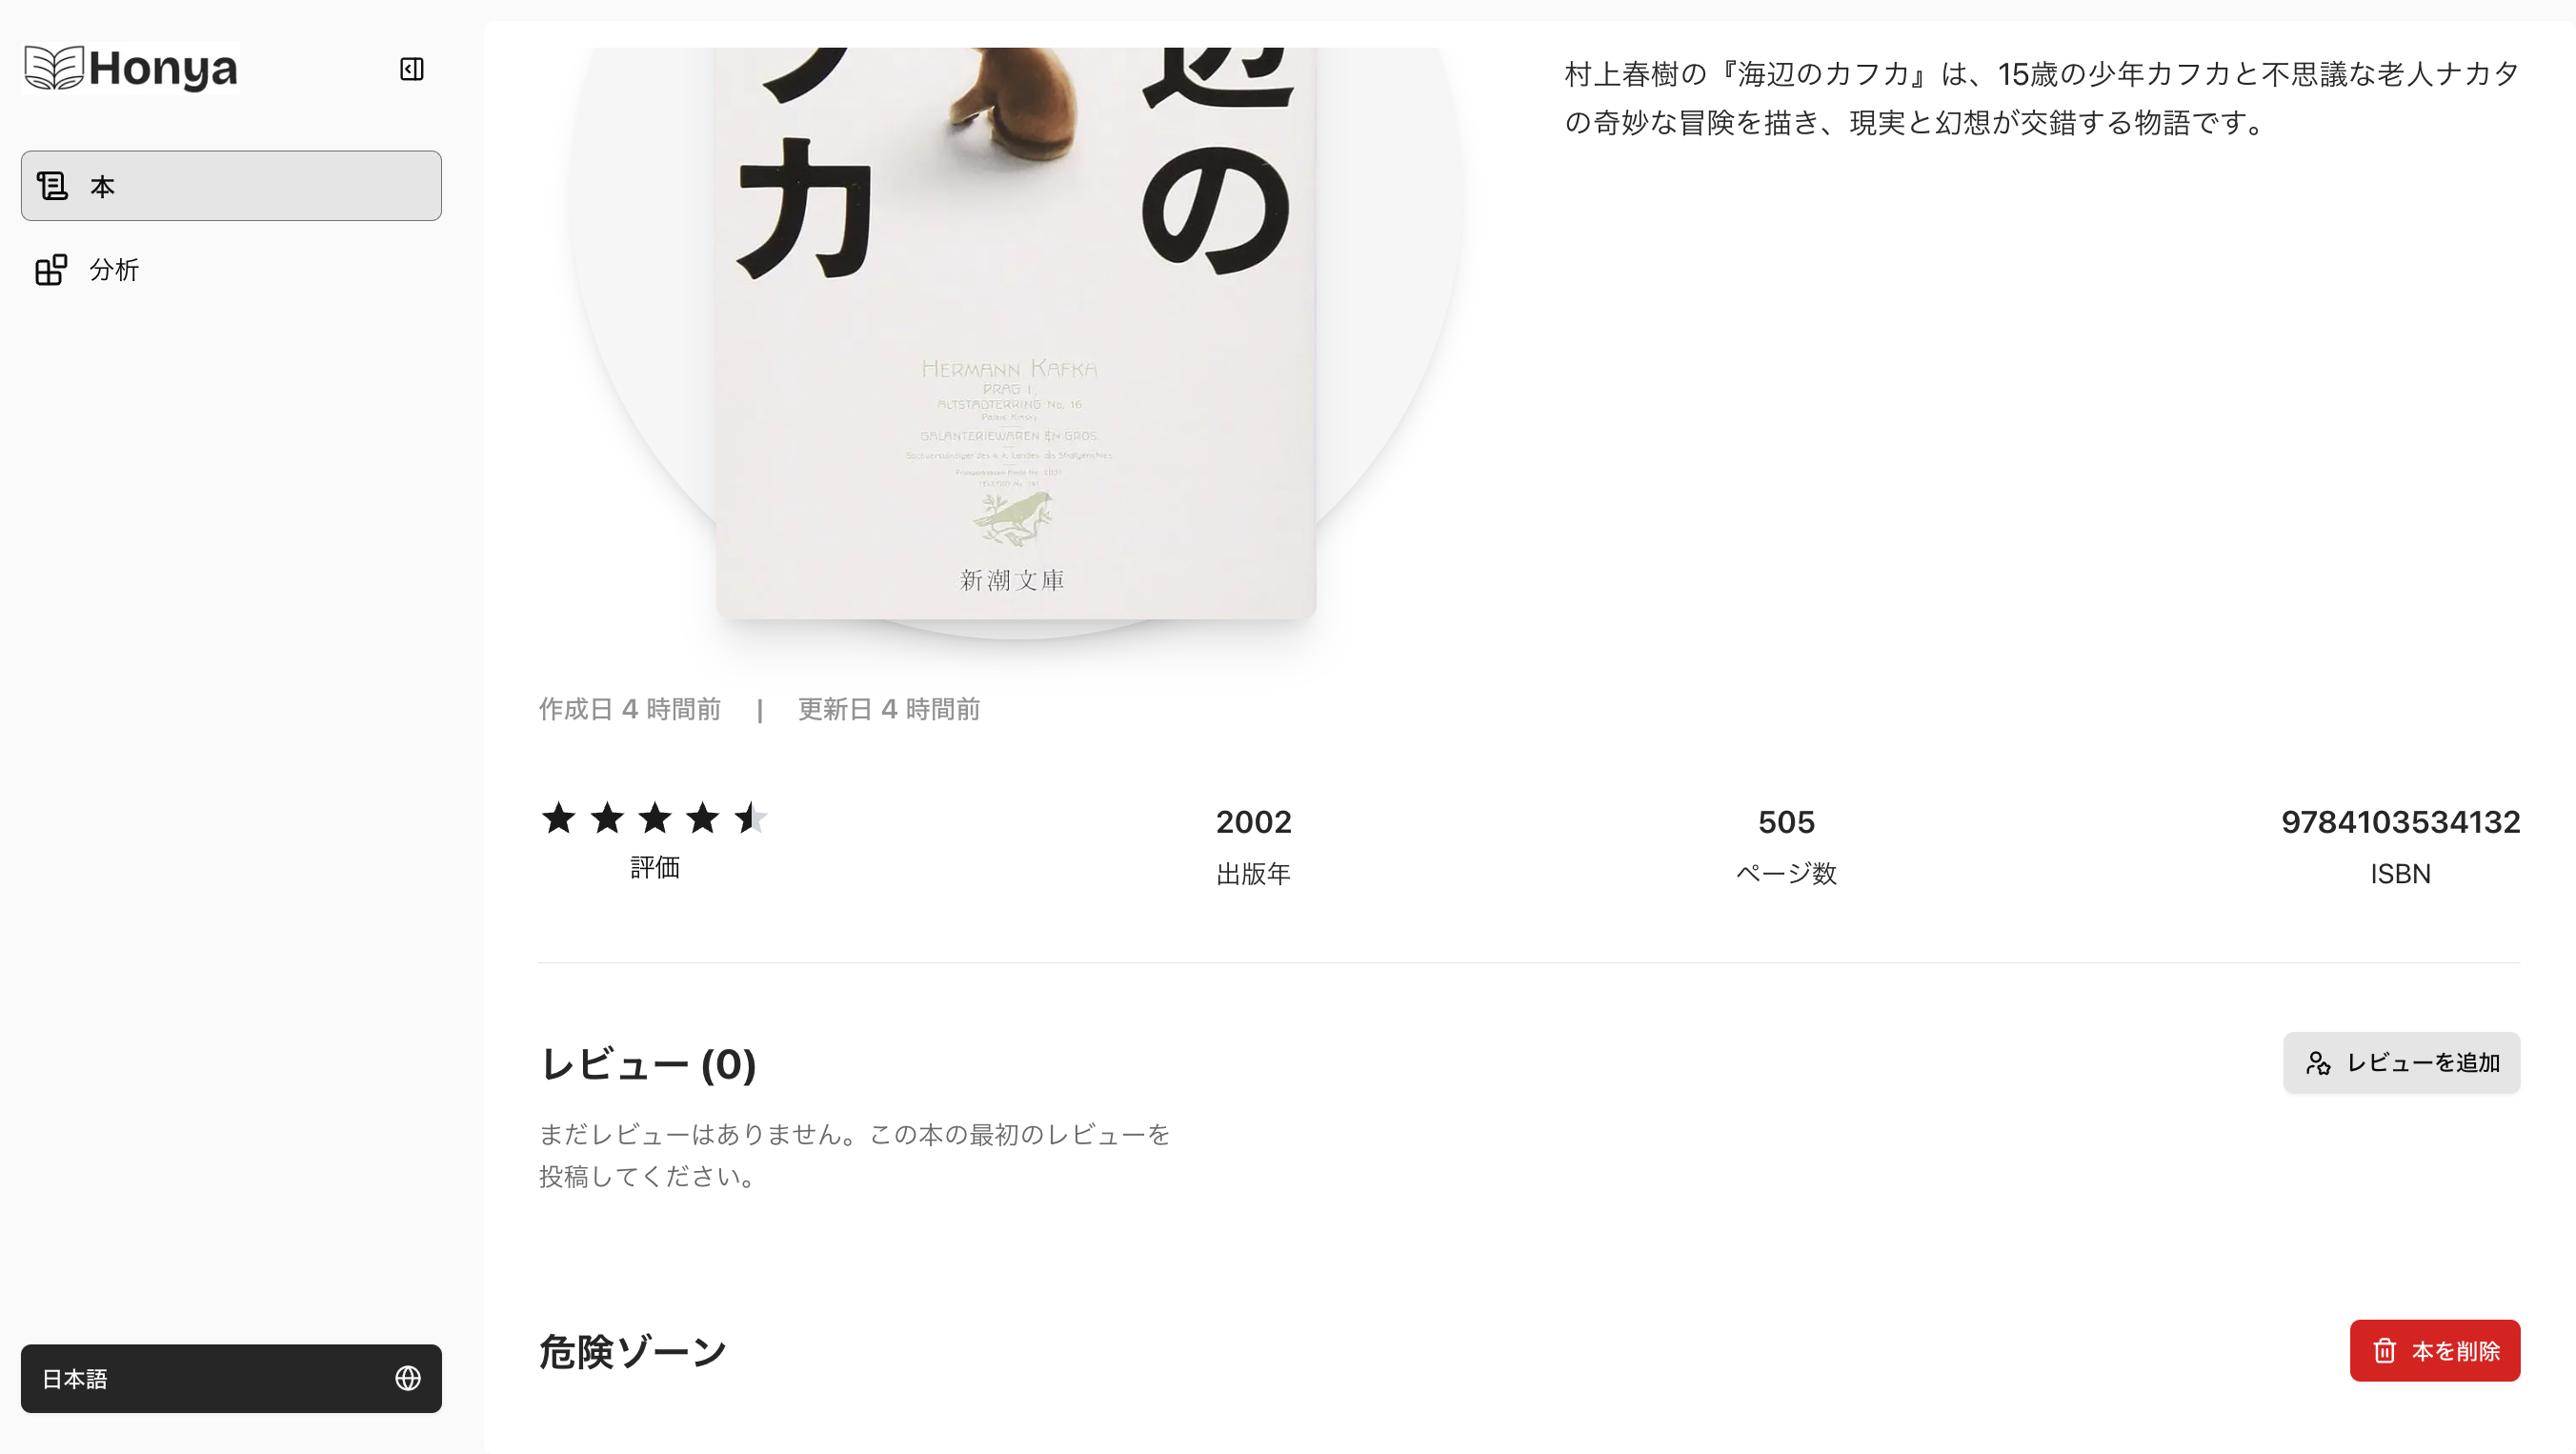 Honya
本
分析
日本語
村上春樹の『海辺のカフカ』は、15歳の少年カフカと不思議な老人ナカタ
の奇妙な冒険を描き、現実と幻想が交錯する物語です。
カ
の
HERMANN KAFKA
PRAG I,
ALTSTÄDTERRING No. 16
Palais Kinsky
GALANTERIEWAREN EN GROS.
新潮文庫
作成日 4 時間前 | 更新日 4 時間前
評価
2002
出版年
505
ページ数
9784103534132
ISBN
レビュー (0)
レビューを追加
まだレビューはありません。この本の最初のレビューを
投稿してください。
危険ゾーン
本を削除